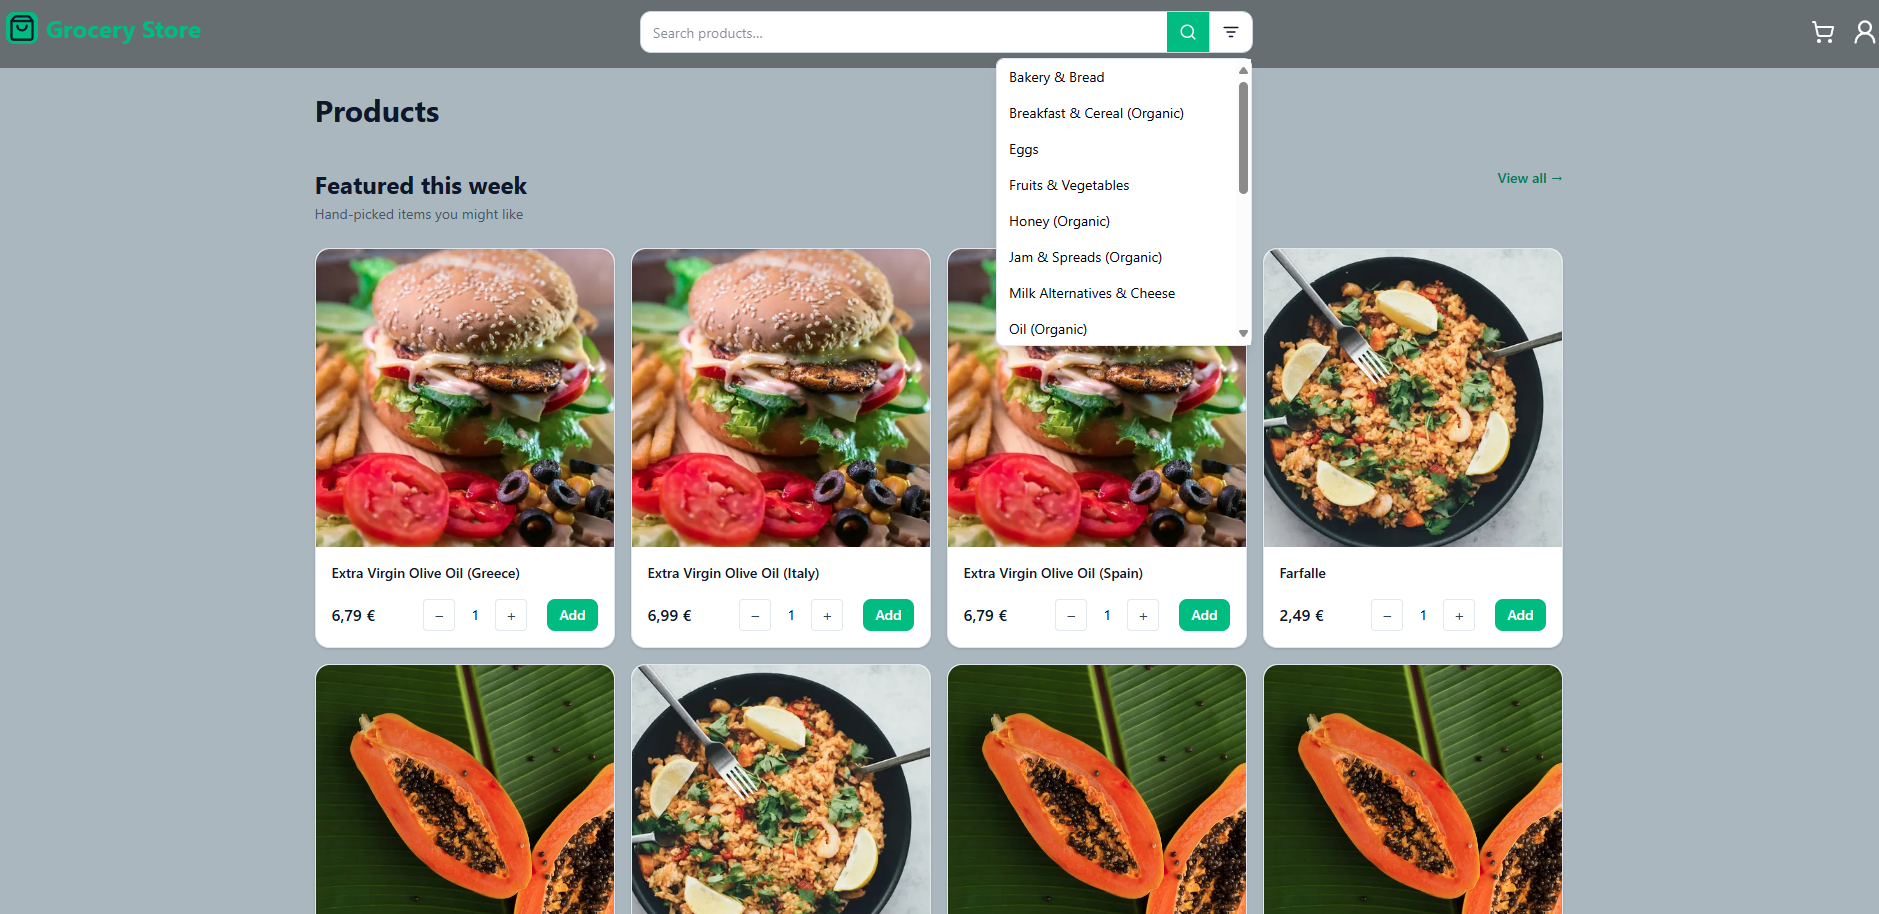 Grocery Store
Search products...
Bakery & Bread
Breakfast & Cereal (Organic)
Eggs
Fruits & Vegetables
Honey (Organic)
Jam & Spreads (Organic)
Milk Alternatives & Cheese
Oil (Organic)
Products
Featured this week
View all →
Hand-picked items you might like
Extra Virgin Olive Oil (Greece)
6,79 € − 1 + Add
Extra Virgin Olive Oil (Italy)
6,99 € − 1 + Add
Extra Virgin Olive Oil (Spain)
6,79 € − 1 + Add
Farfalle
2,49 € − 1 + Add